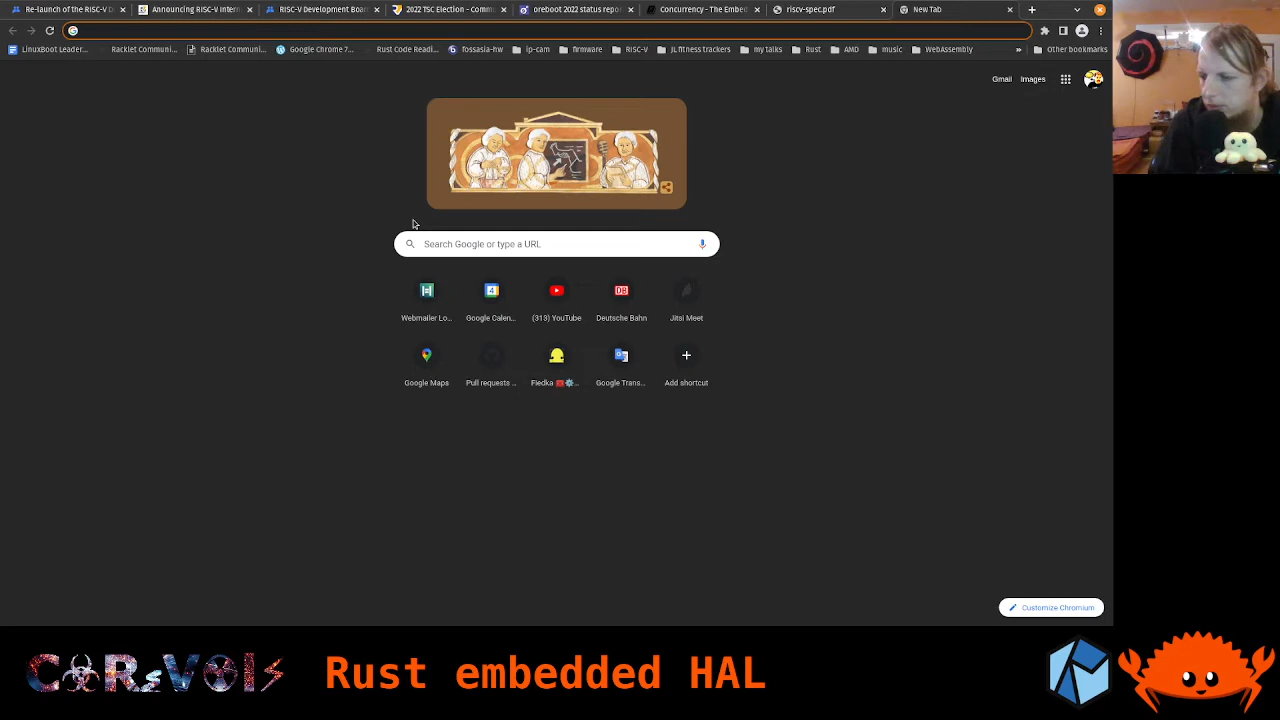 Re-launch of the RISC-V D
Announcing RISC-V Intern
RISC-V Development Boa
2022 TSC Election - comm
oreboot 2022 status repo
Concurrency - The Embe
riscv-spec.pdf
New Tab
LinuxBoot Leader...
Racklet Communi...
Racklet Communi...
Google Chrome 7...
Rust Code Readi...
fossasia-hw
ip-cam
firmware
RISC-V
JL fitness trackers
my talks
Rust
AMD
music
WebAssembly
»
Other bookmarks
Gmail Images
Search Google or type a URL
Webmailer Lo...
Google Calen...
(313) YouTube
Deutsche Bahn
Jitsi Meet
Google Maps
Pull requests ...
Fiedka
Google Trans...
Add shortcut
Customize Chromium
Rust embedded HAL